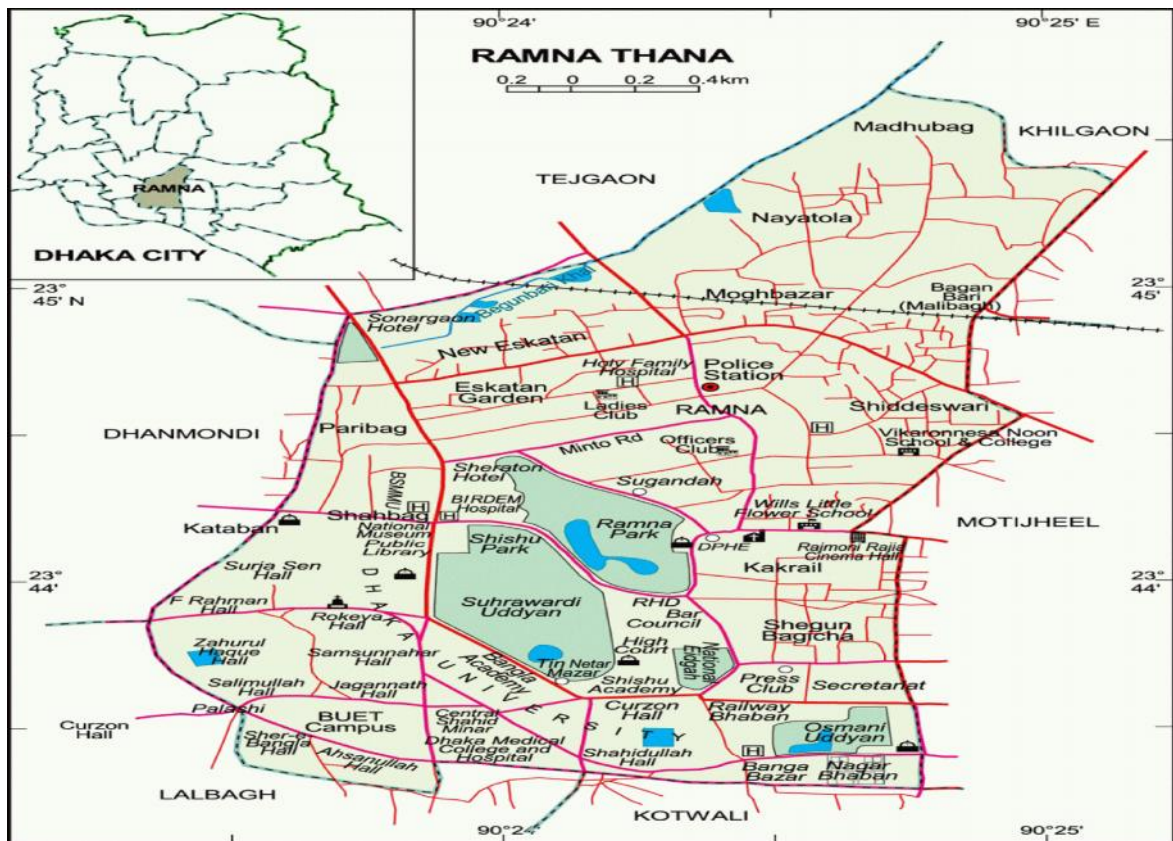 90°24'
90°25' E
RAMNA THANA
0.2 0 0.2 0.4km
RAMNA
DHAKA CITY
Madhubag
KHILGAON
TEJGAON
Nayatola
23°
45' N
23°
45'
Begunbari Khal
Moghbazar
Bagan
Bari
(Malibagh)
Sonargaon
Hotel
New Eskatan
Holy Family
Hospital
H
Police
Station
Eskatan
Garden
Ladies
Club
RAMNA
Shiddeswari
DHANMONDI
Paribag
Minto Rd
Officers
Club
H
Vikaronnesa Noon
School & College
Sheraton
Hotel
Sugandah
BSMMU
BIRDEM
Hospital
H
H
Wills Little
Flower School
MOTIJHEEL
Kataban
Shahbag
National
Museum
Public
Library
Shishu
Park
Ramna
Park
DPHE
Rajmoni Rajia
Cinema Hall
Kakrail
Surja Sen
Hall
23°
44'
23°
44'
DHAKA UNIVERSITY
F Rahman
Hall
Rokeya
Hall
Suhrawardi
Uddyan
RHD
Bar
Council
Shegun
Bagicha
Zahurul
Haque
Hall
Samsunnahar
Hall
Bangla
Academy
Tin Netar
Mazar
High
Court
National
Eidgah
Salimullah
Hall
Jagannath
Hall
Shishu
Academy
Press
Club
Secretariat
Palashi
BUET
Campus
Central
Shahid
Minar
Curzon
Hall
Railway
Bhaban
Osmani
Uddyan
Curzon
Hall
Sher-e-
Bangla
Hall
Ahsanullah
Hall
Dhaka Medical
College and
Hospital
Shahidullah
Hall
H
Banga
Bazar
Nagar
Bhaban
LALBAGH
KOTWALI
90°24'
90°25'